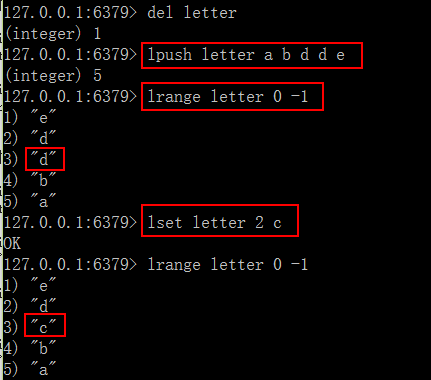 127.0.0.1:6379> del letter
(integer) 1
127.0.0.1:6379> lpush letter a b d d e
(integer) 5
127.0.0.1:6379> lrange letter 0 -1
1) "e"
2) "d"
3) "d"
4) "b"
5) "a"
127.0.0.1:6379> lset letter 2 c
OK
127.0.0.1:6379> lrange letter 0 -1
1) "e"
2) "d"
3) "c"
4) "b"
5) "a"